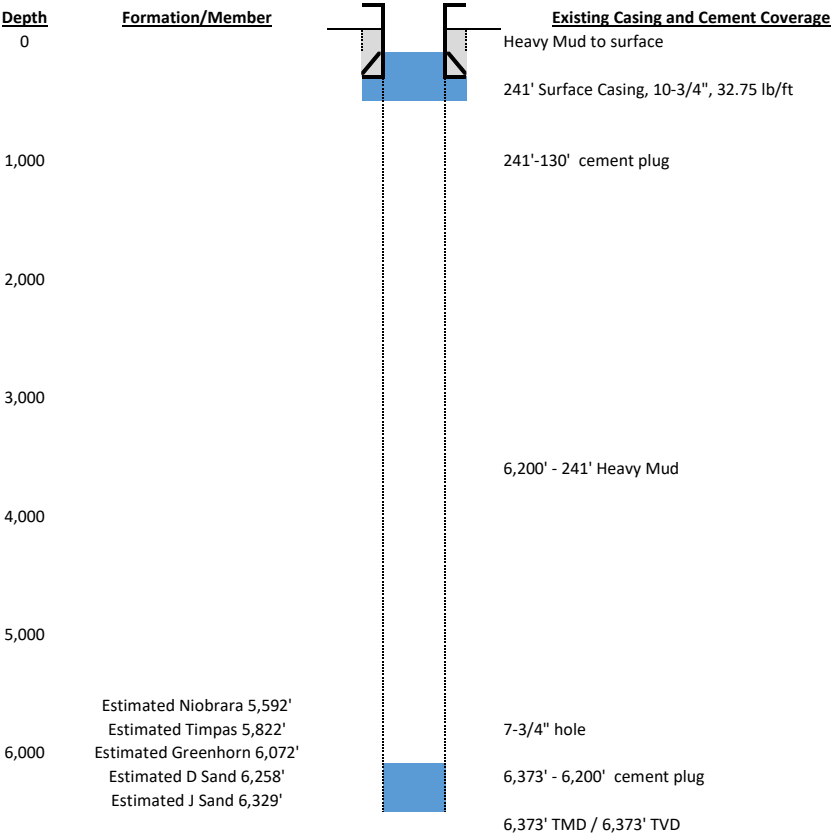 Depth Formation/Member Existing Casing and Cement Coverage
0 Heavy Mud to surface
241' Surface Casing, 10-3/4", 32.75 lb/ft
1,000 241'-130' cement plug
2,000
3,000
6,200' - 241' Heavy Mud
4,000
5,000
Estimated Niobrara 5,592'
Estimated Timpas 5,822' 7-3/4" hole
6,000 Estimated Greenhorn 6,072'
Estimated D Sand 6,258' 6,373' - 6,200' cement plug
Estimated J Sand 6,329'
6,373' TMD / 6,373' TVD